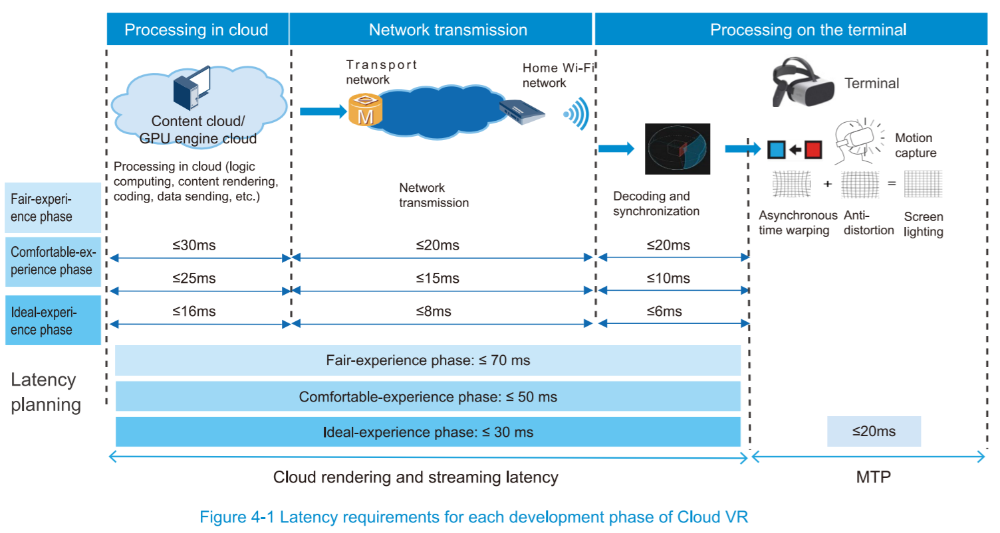 Processing in cloud
Network transmission
Processing on the terminal
Transport
network
Home Wi-Fi
network
M
Content cloud/
GPU engine cloud
Terminal
Motion
capture
Processing in cloud (logic
computing, content rendering,
coding, data sending, etc.)
Network
transmission
Decoding and
synchronization
+
=
Asynchronous
time warping
Anti-
distortion
Screen
lighting
Fair-experi-
ence phase
≤30ms
≤20ms
≤20ms
Comfortable-ex-
perience phase
≤25ms
≤15ms
≤10ms
Ideal-experi-
ence phase
≤16ms
≤8ms
≤6ms
Latency
planning
Fair-experience phase: ≤ 70 ms
Comfortable-experience phase: ≤ 50 ms
Ideal-experience phase: ≤ 30 ms
≤20ms
Cloud rendering and streaming latency
MTP
Figure 4-1 Latency requirements for each development phase of Cloud VR